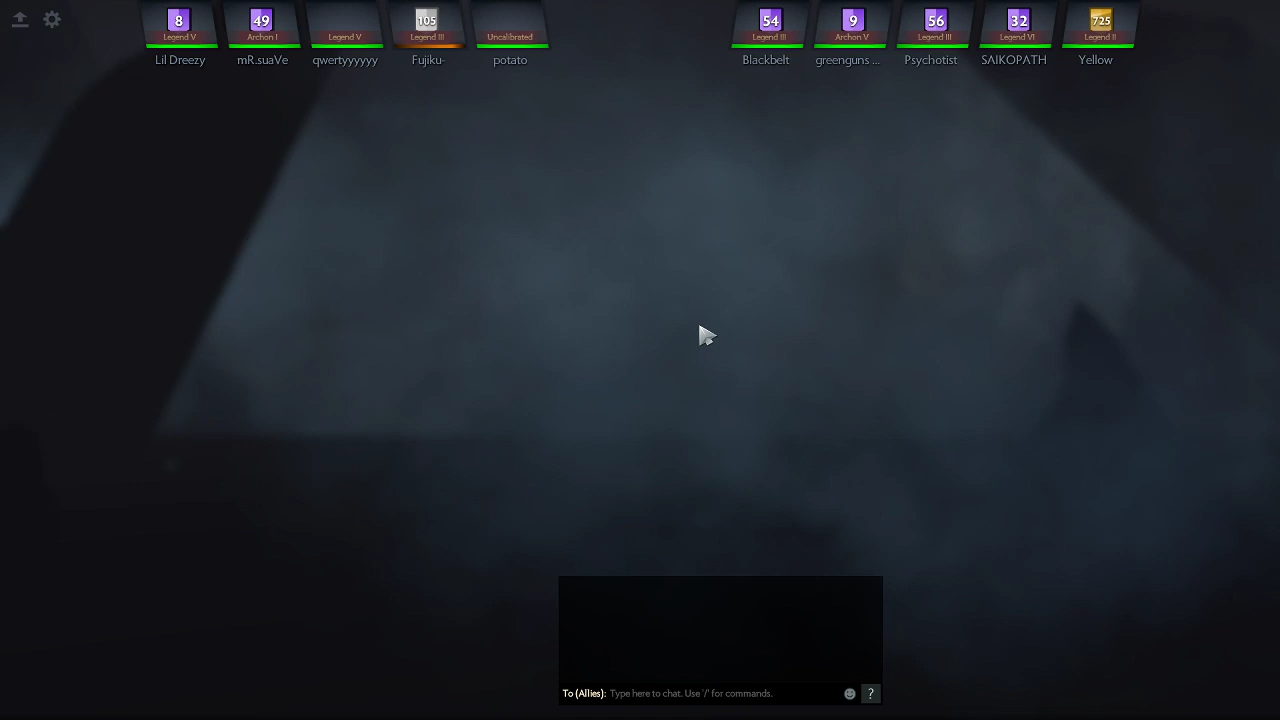 8 49 105 54 9 56 32 725
Legend V Archon I Legend V Legend III Uncalibrated Legend III Archon V Legend III Legend VI Legend II
Lil Dreezy mR.suaVe qwertyyyyyy Fujiku- potato Blackbelt greenguns ... Psychotist SAIKOPATH Yellow
To (Allies): Type here to chat. Use '/' for commands. ?